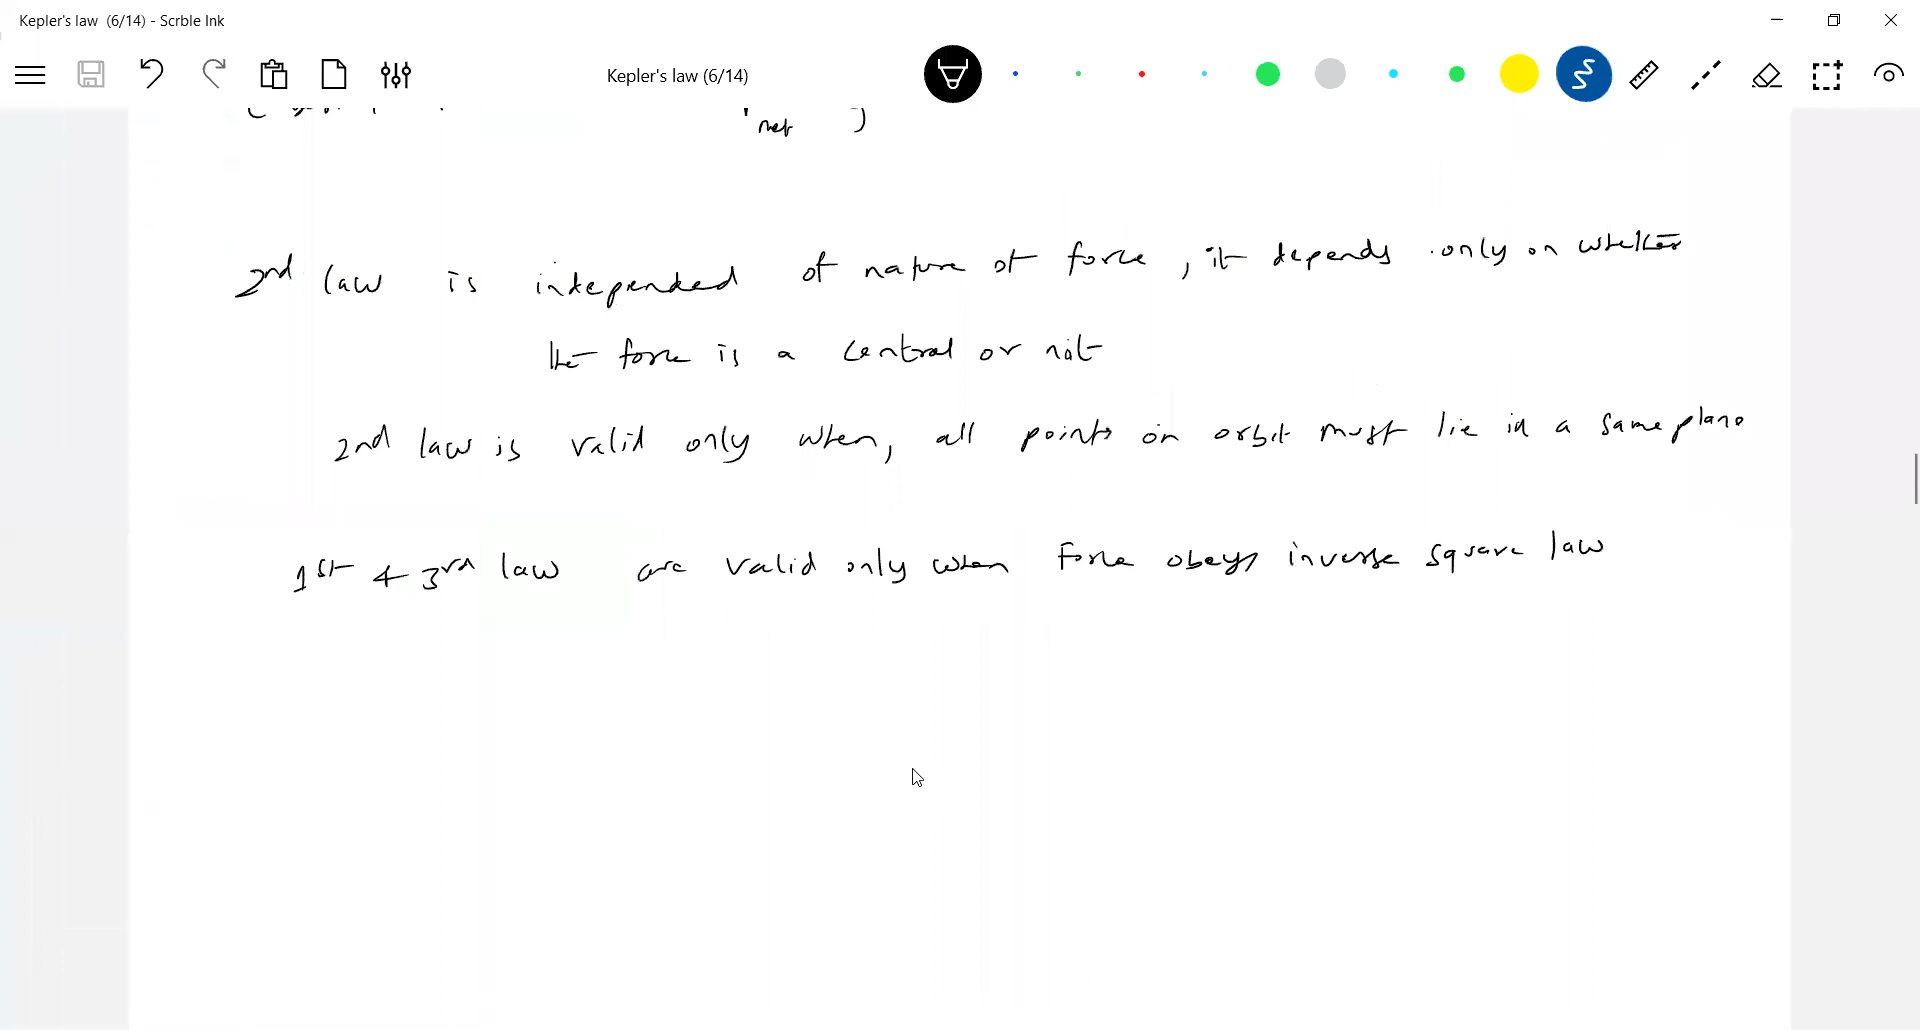 Kepler's law (6/14) - Scrble Ink
Kepler's law (6/14)
net
2nd law is independed of nature of force, it depends only on whether
the force is a central or not
2nd law is valid only when, all points on orbit must lie in a same plane
1st & 3rd law are valid only when Force obeys inverse square law